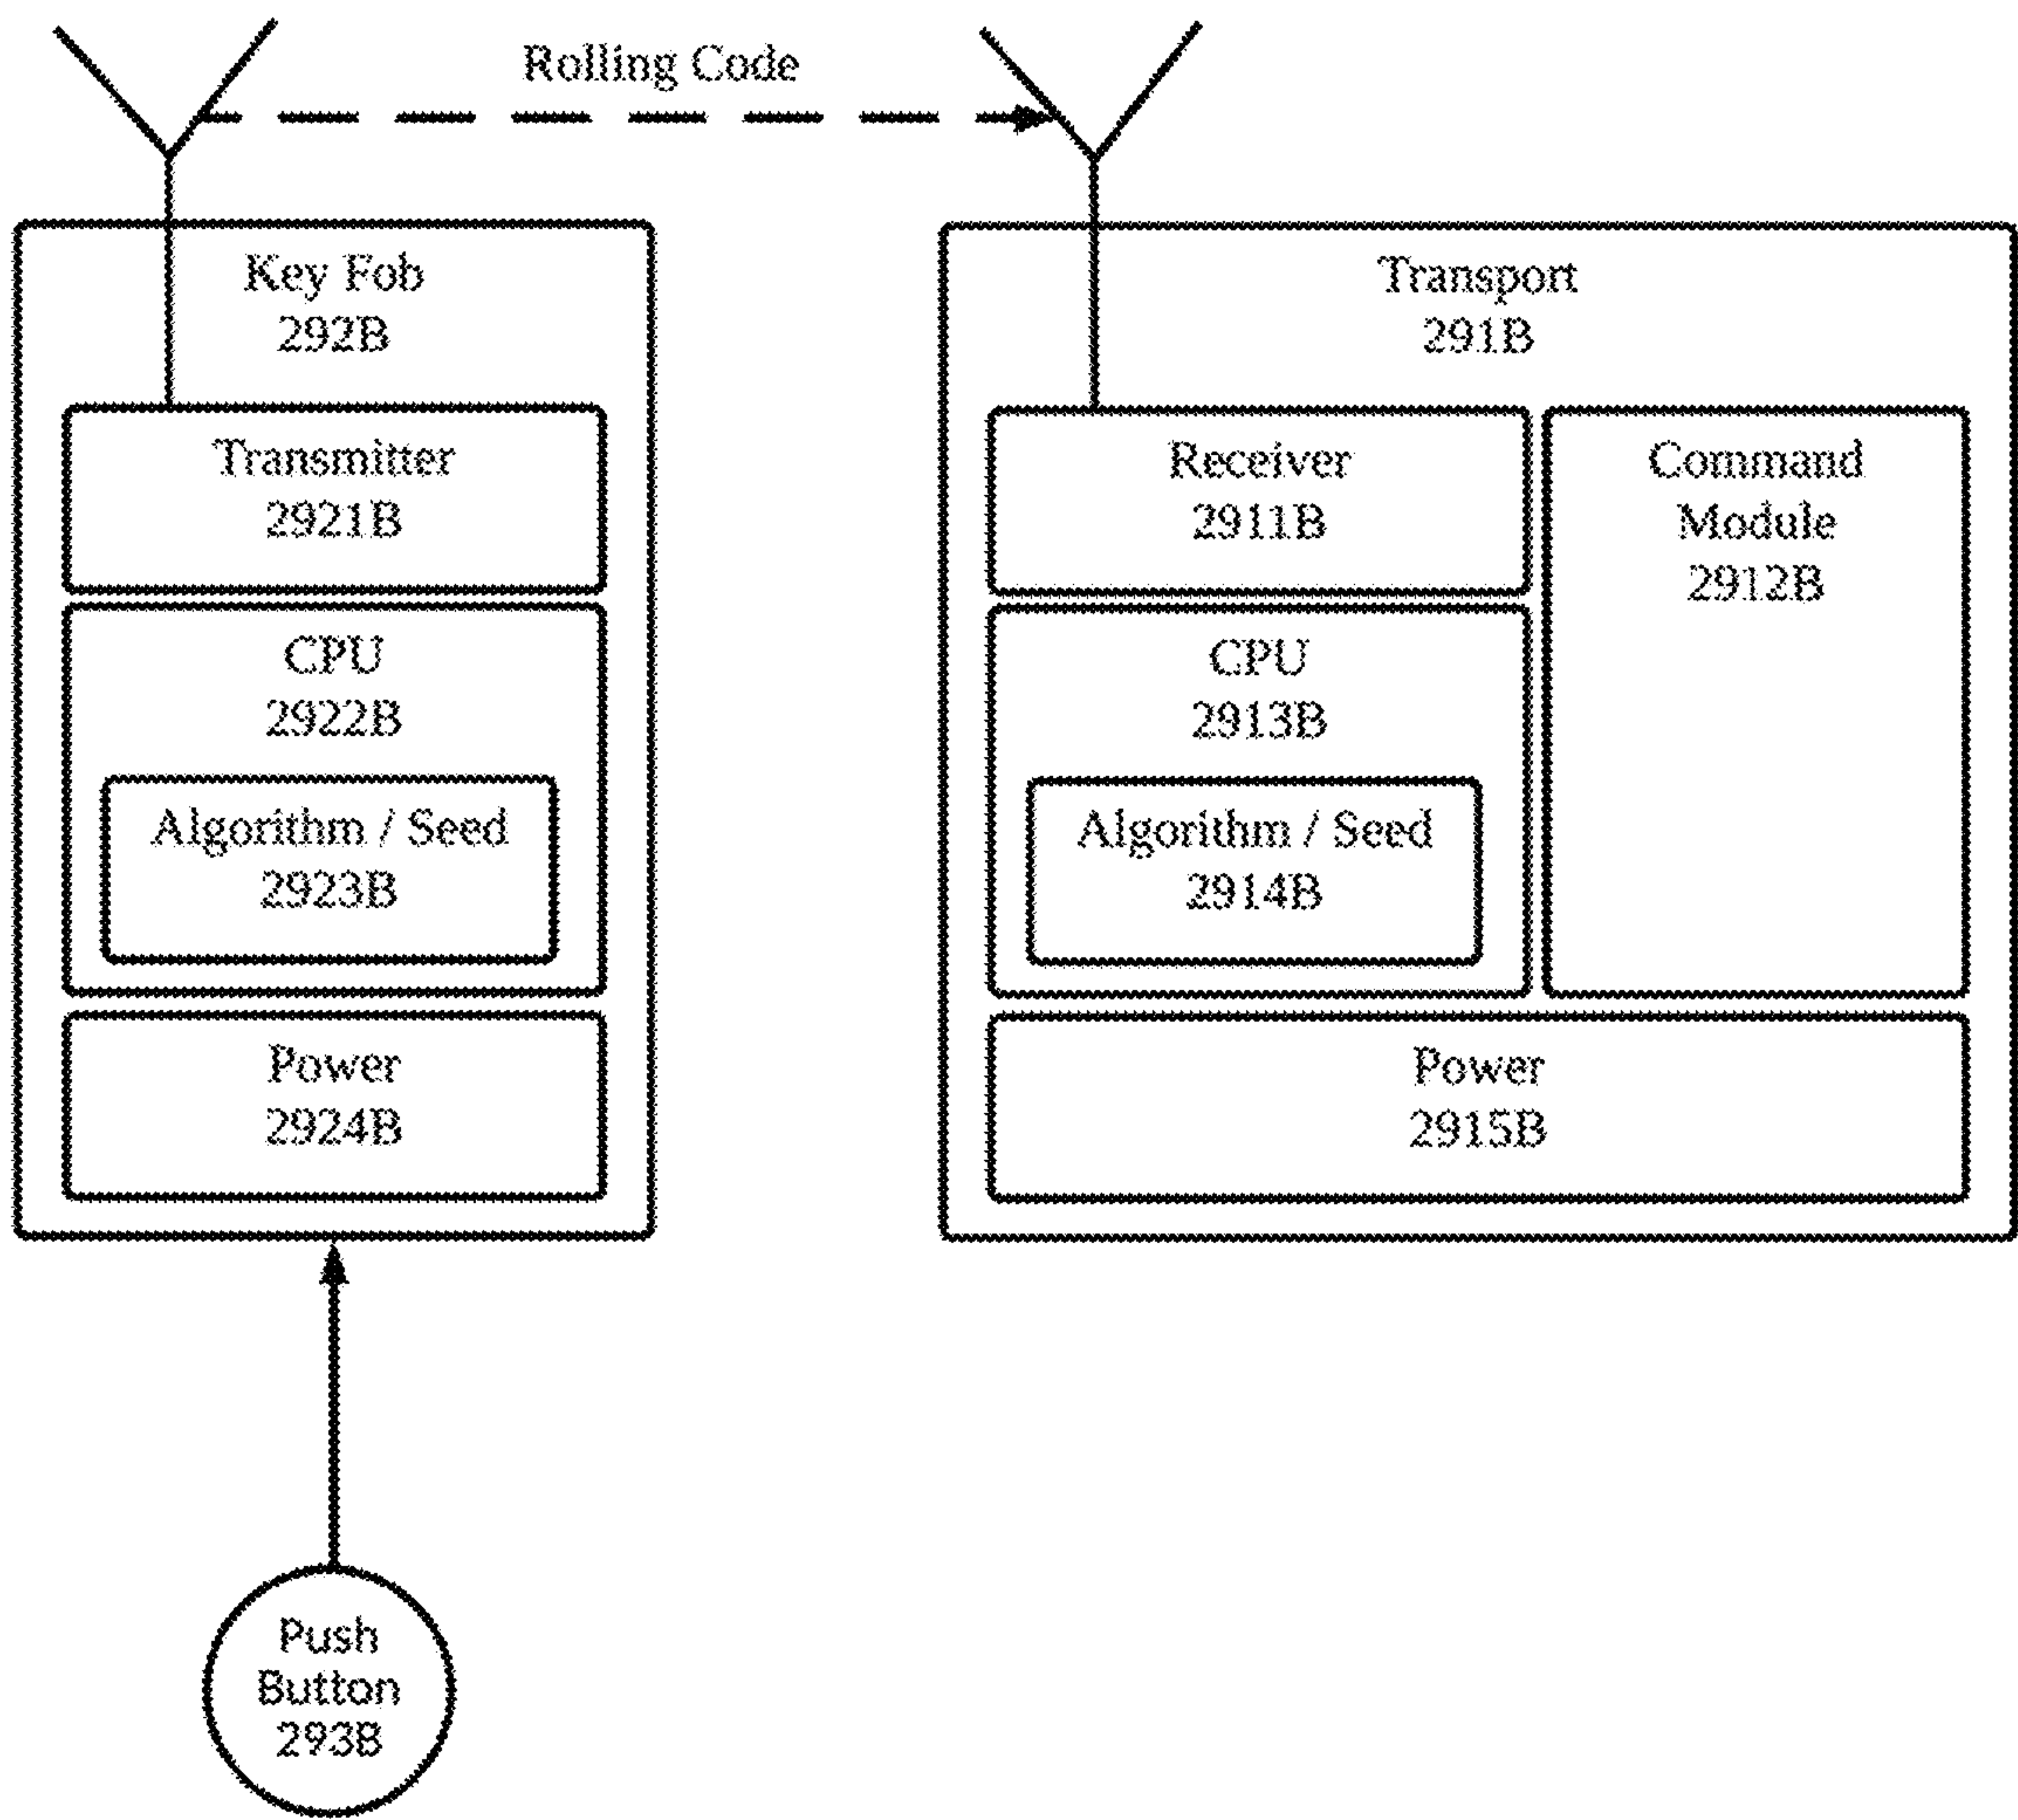 Rolling Code
Key Fob
292B
Transmitter
2921B
CPU
2922B
Algorithm / Seed
2923B
Power
2924B
Transport
291B
Receiver
2911B
Command
Module
2912B
CPU
2913B
Algorithm / Seed
2914B
Power
2915B
Push
Button
293B